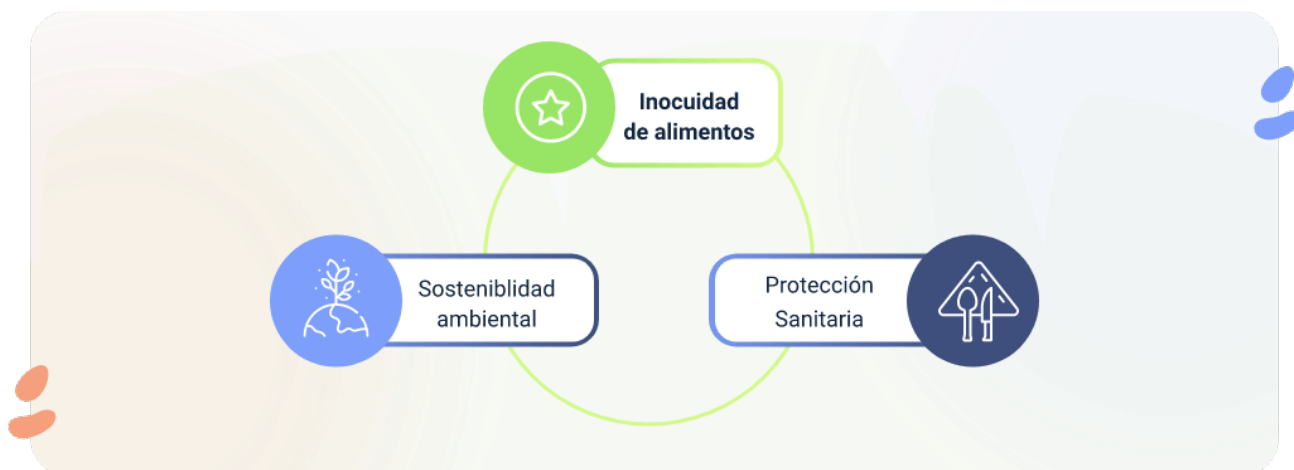 Inocuidad
de alimentos
Sosteniblidad
ambiental
Protección
Sanitaria